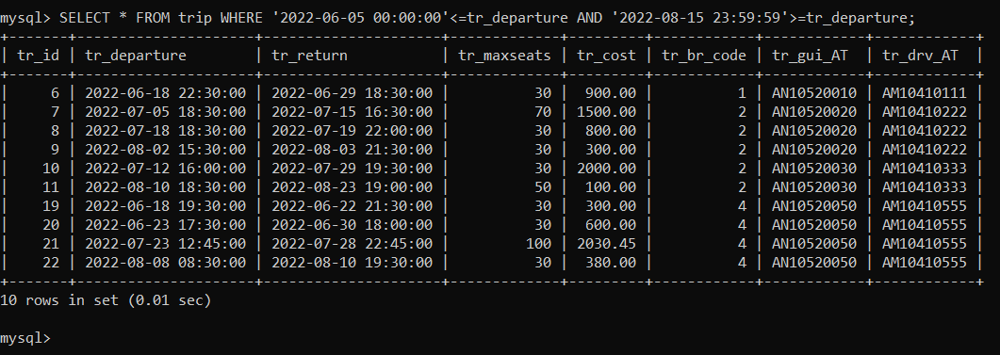 mysql> SELECT * FROM trip WHERE '2022-06-05 00:00:00'<=tr_departure AND '2022-08-15 23:59:59'>=tr_departure;
+-------+---------------------+---------------------+-------------+---------+------------+------------+------------+
| tr_id | tr_departure        | tr_return           | tr_maxseats | tr_cost | tr_br_code | tr_gui_AT  | tr_drv_AT  |
+-------+---------------------+---------------------+-------------+---------+------------+------------+------------+
|     6 | 2022-06-18 22:30:00 | 2022-06-29 18:30:00 |          30 |  900.00 |          1 | AN10520010 | AM10410111 |
|     7 | 2022-07-05 18:30:00 | 2022-07-15 16:30:00 |          70 | 1500.00 |          2 | AN10520020 | AM10410222 |
|     8 | 2022-07-18 18:30:00 | 2022-07-19 22:00:00 |          30 |  800.00 |          2 | AN10520020 | AM10410222 |
|     9 | 2022-08-02 15:30:00 | 2022-08-03 21:30:00 |          30 |  300.00 |          2 | AN10520020 | AM10410222 |
|    10 | 2022-07-12 16:00:00 | 2022-07-29 19:30:00 |          30 | 2000.00 |          2 | AN10520030 | AM10410333 |
|    11 | 2022-08-10 18:30:00 | 2022-08-23 19:00:00 |          50 |  100.00 |          2 | AN10520030 | AM10410333 |
|    19 | 2022-06-18 19:30:00 | 2022-06-22 21:30:00 |          30 |  300.00 |          4 | AN10520050 | AM10410555 |
|    20 | 2022-06-23 17:30:00 | 2022-06-30 18:00:00 |          30 |  600.00 |          4 | AN10520050 | AM10410555 |
|    21 | 2022-07-23 12:45:00 | 2022-07-28 22:45:00 |         100 | 2030.45 |          4 | AN10520050 | AM10410555 |
|    22 | 2022-08-08 08:30:00 | 2022-08-10 19:30:00 |          30 |  380.00 |          4 | AN10520050 | AM10410555 |
+-------+---------------------+---------------------+-------------+---------+------------+------------+------------+
10 rows in set (0.01 sec)
mysql>